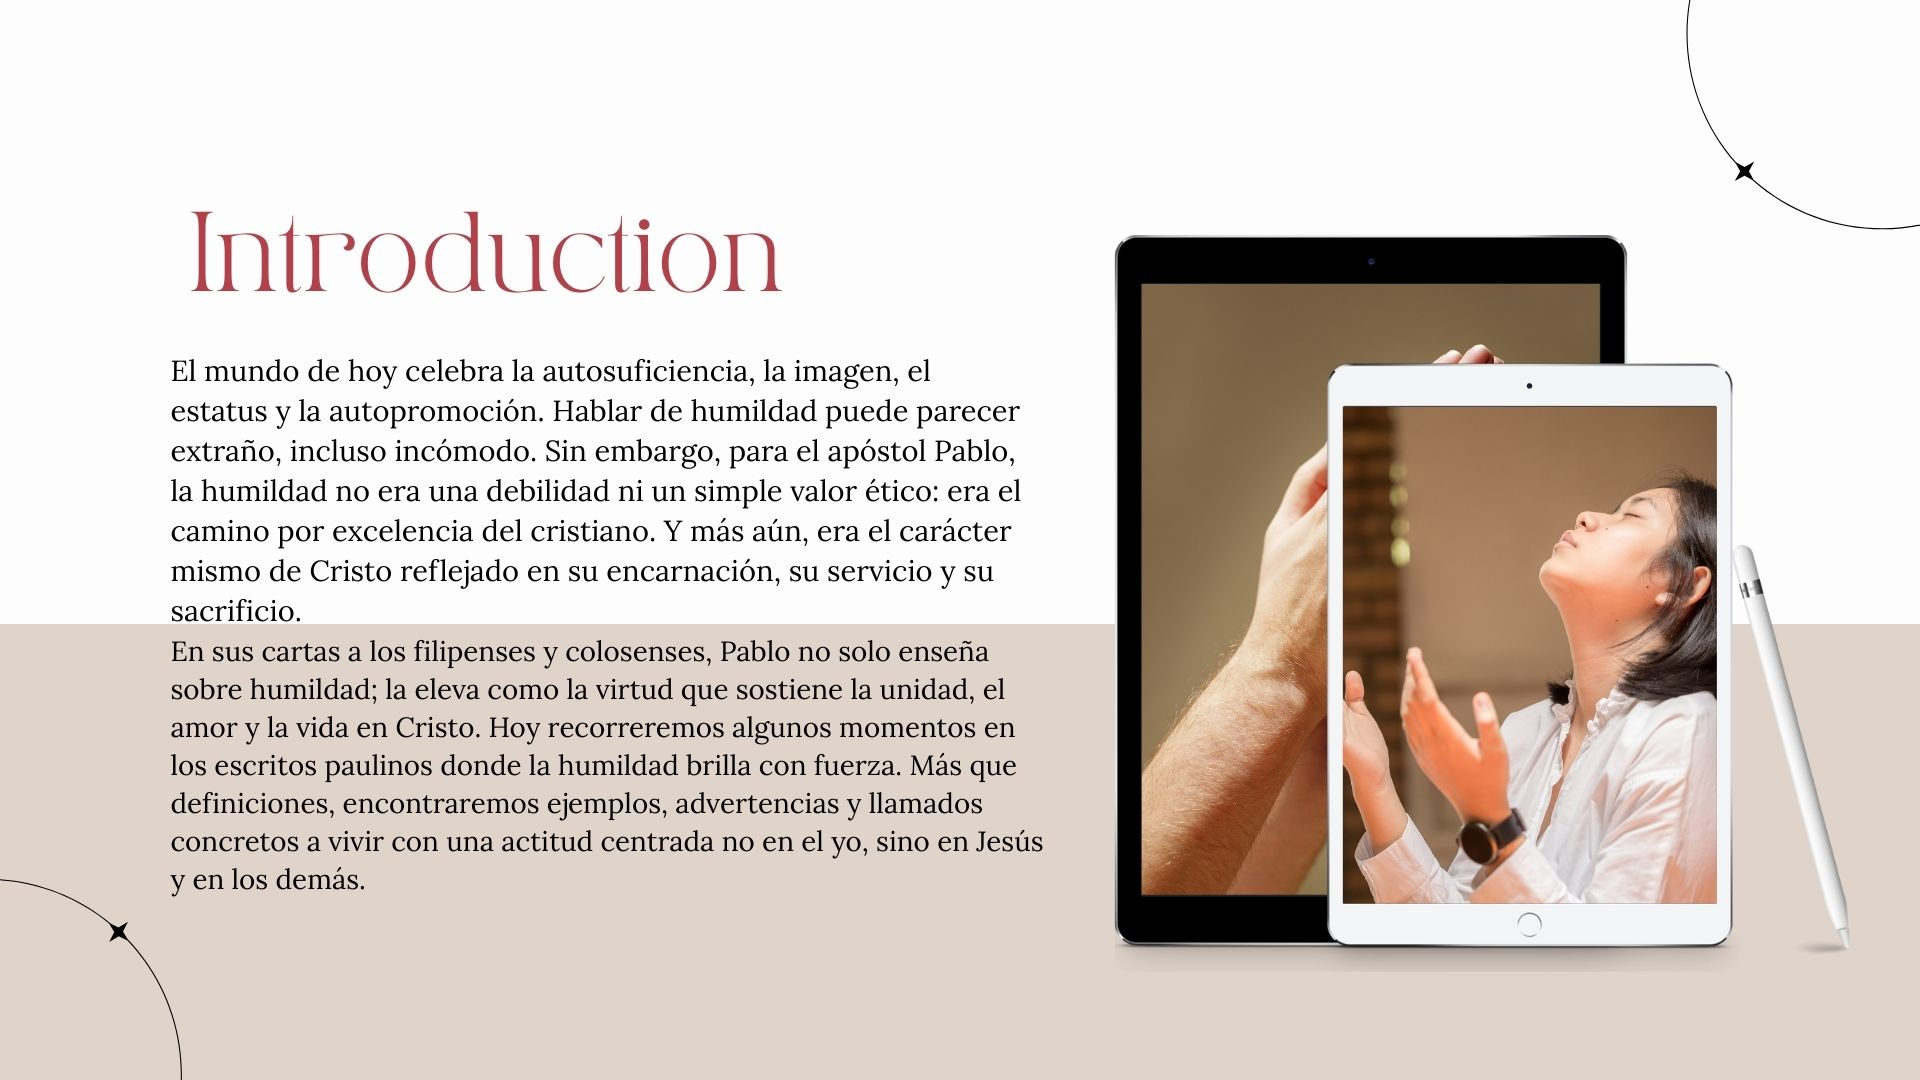 Introduction
El mundo de hoy celebra la autosuficiencia, la imagen, el
estatus y la autopromoción. Hablar de humildad puede parecer
extraño, incluso incómodo. Sin embargo, para el apóstol Pablo,
la humildad no era una debilidad ni un simple valor ético: era el
camino por excelencia del cristiano. Y más aún, era el carácter
mismo de Cristo reflejado en su encarnación, su servicio y su
sacrificio.
En sus cartas a los filipenses y colosenses, Pablo no solo enseña
sobre humildad; la eleva como la virtud que sostiene la unidad, el
amor y la vida en Cristo. Hoy recorreremos algunos momentos en
los escritos paulinos donde la humildad brilla con fuerza. Más que
definiciones, encontraremos ejemplos, advertencias y llamados
concretos a vivir con una actitud centrada no en el yo, sino en Jesús
y en los demás.